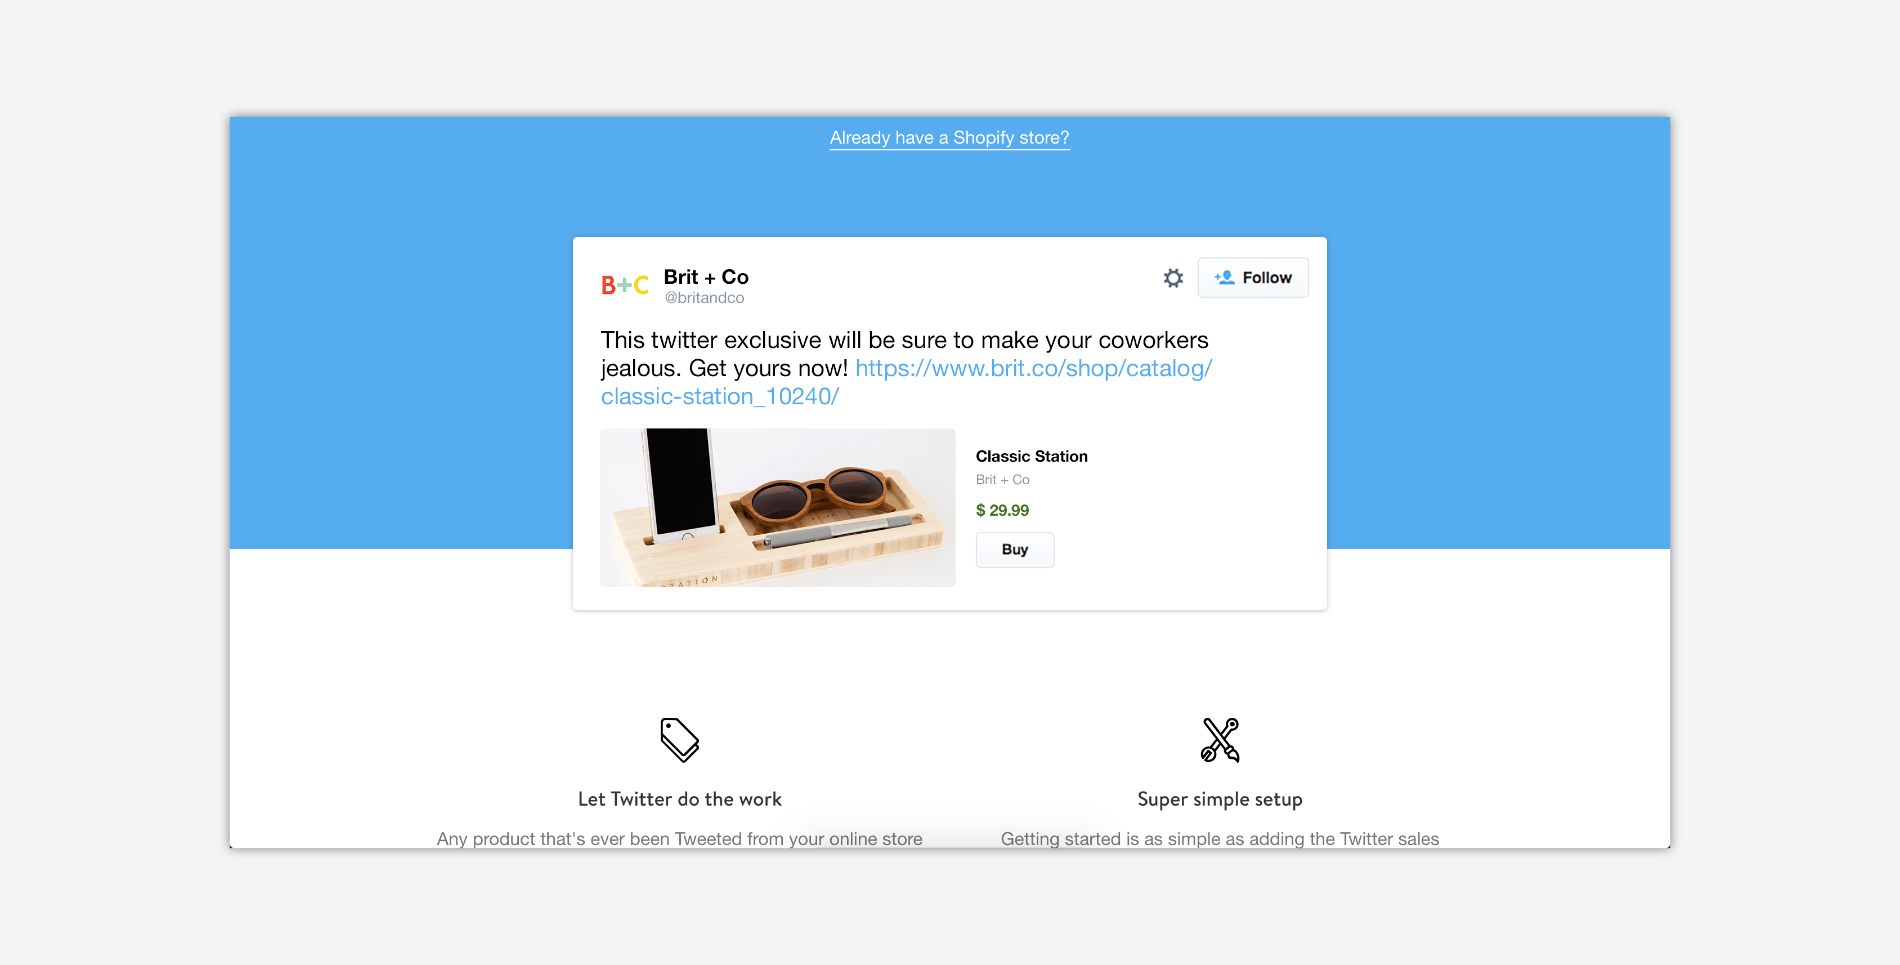 Already have a Shopify store?
B+C
Brit + Co
@britandco
Follow
This twitter exclusive will be sure to make your coworkers
jealous. Get yours now! https://www.brit.co/shop/catalog/
classic-station_10240/
STATION
Classic Station
Brit + Co
$ 29.99
Buy
Let Twitter do the work
Super simple setup
Any product that's ever been Tweeted from your online store
Getting started is as simple as adding the Twitter sales